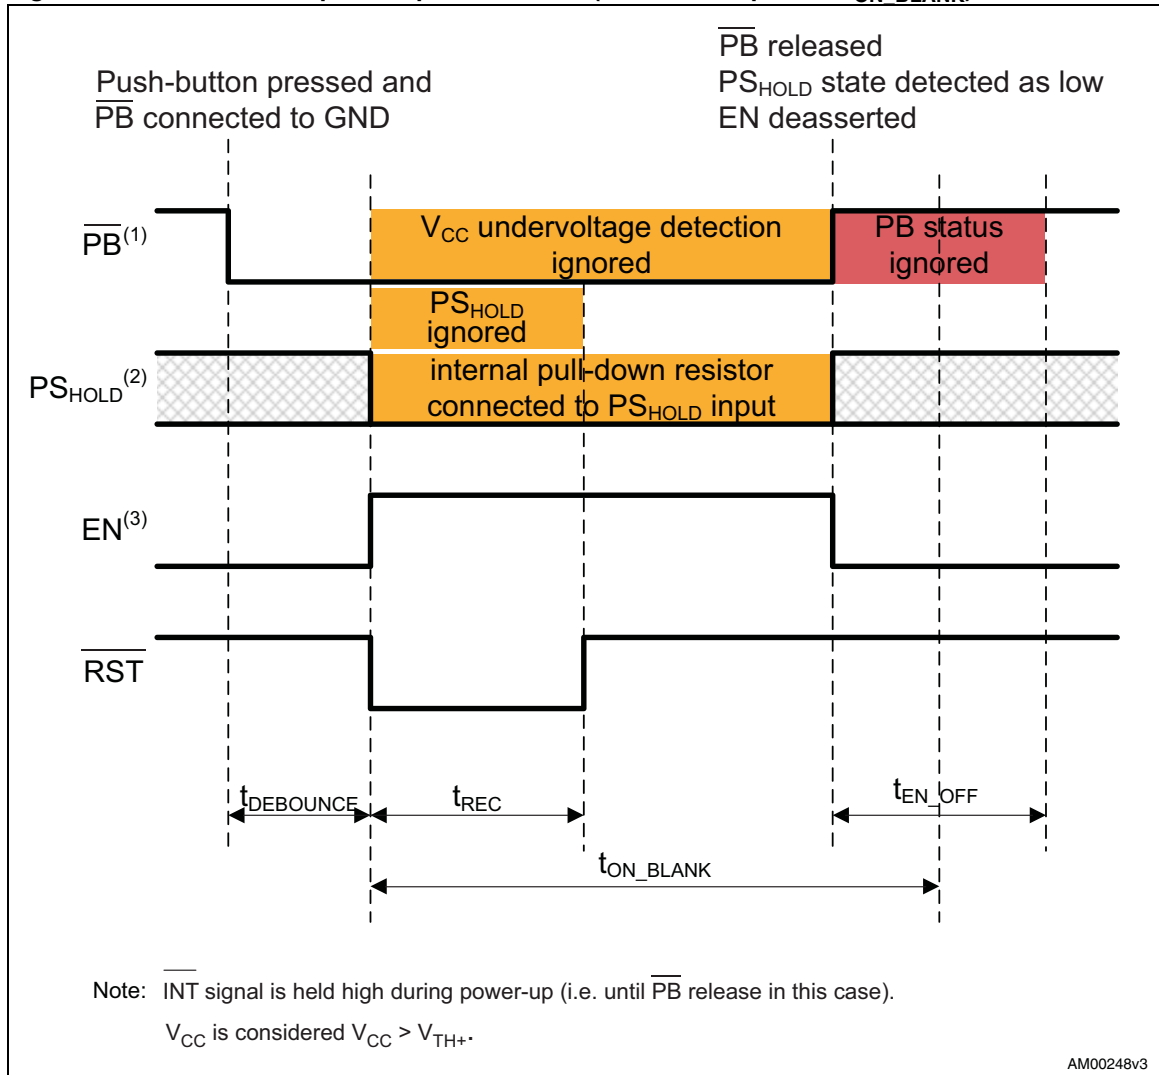 ON_BLANK
PB released
Push-button pressed and
PS_HOLD state detected as low
PB connected to GND
EN deasserted
PB(1)
V_CC undervoltage detection
ignored
PB status
ignored
PS_HOLD
ignored
PS_HOLD(2)
internal pull-down resistor
connected to PS_HOLD input
EN(3)
RST
t_DEBOUNCE
t_REC
t_EN_OFF
t_ON_BLANK
Note: INT signal is held high during power-up (i.e. until PB release in this case).
V_CC is considered V_CC > V_TH+.
AM00248v3